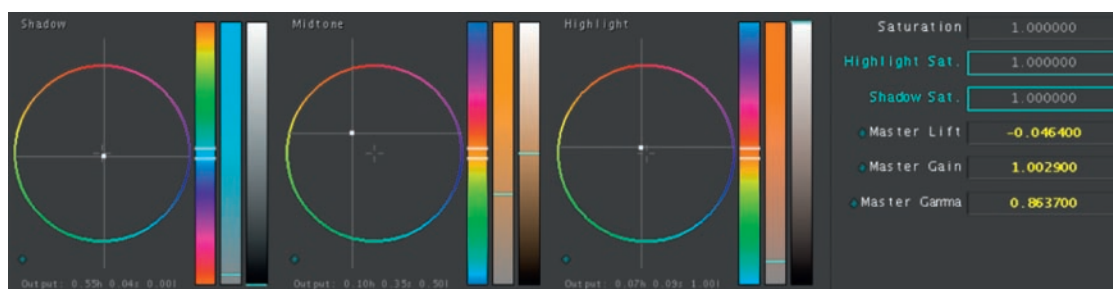 Shadow
Midtone
Highlight
Saturation 1.000000
Highlight Sat. 1.000000
Shadow Sat. 1.000000
Master Lift -0.046400
Master Gain 1.002900
Master Gamma 0.863700
Output: 0.55h 0.04s 0.00l
Output: 0.10h 0.35s 0.50l
Output: 0.07h 0.09s 1.00l